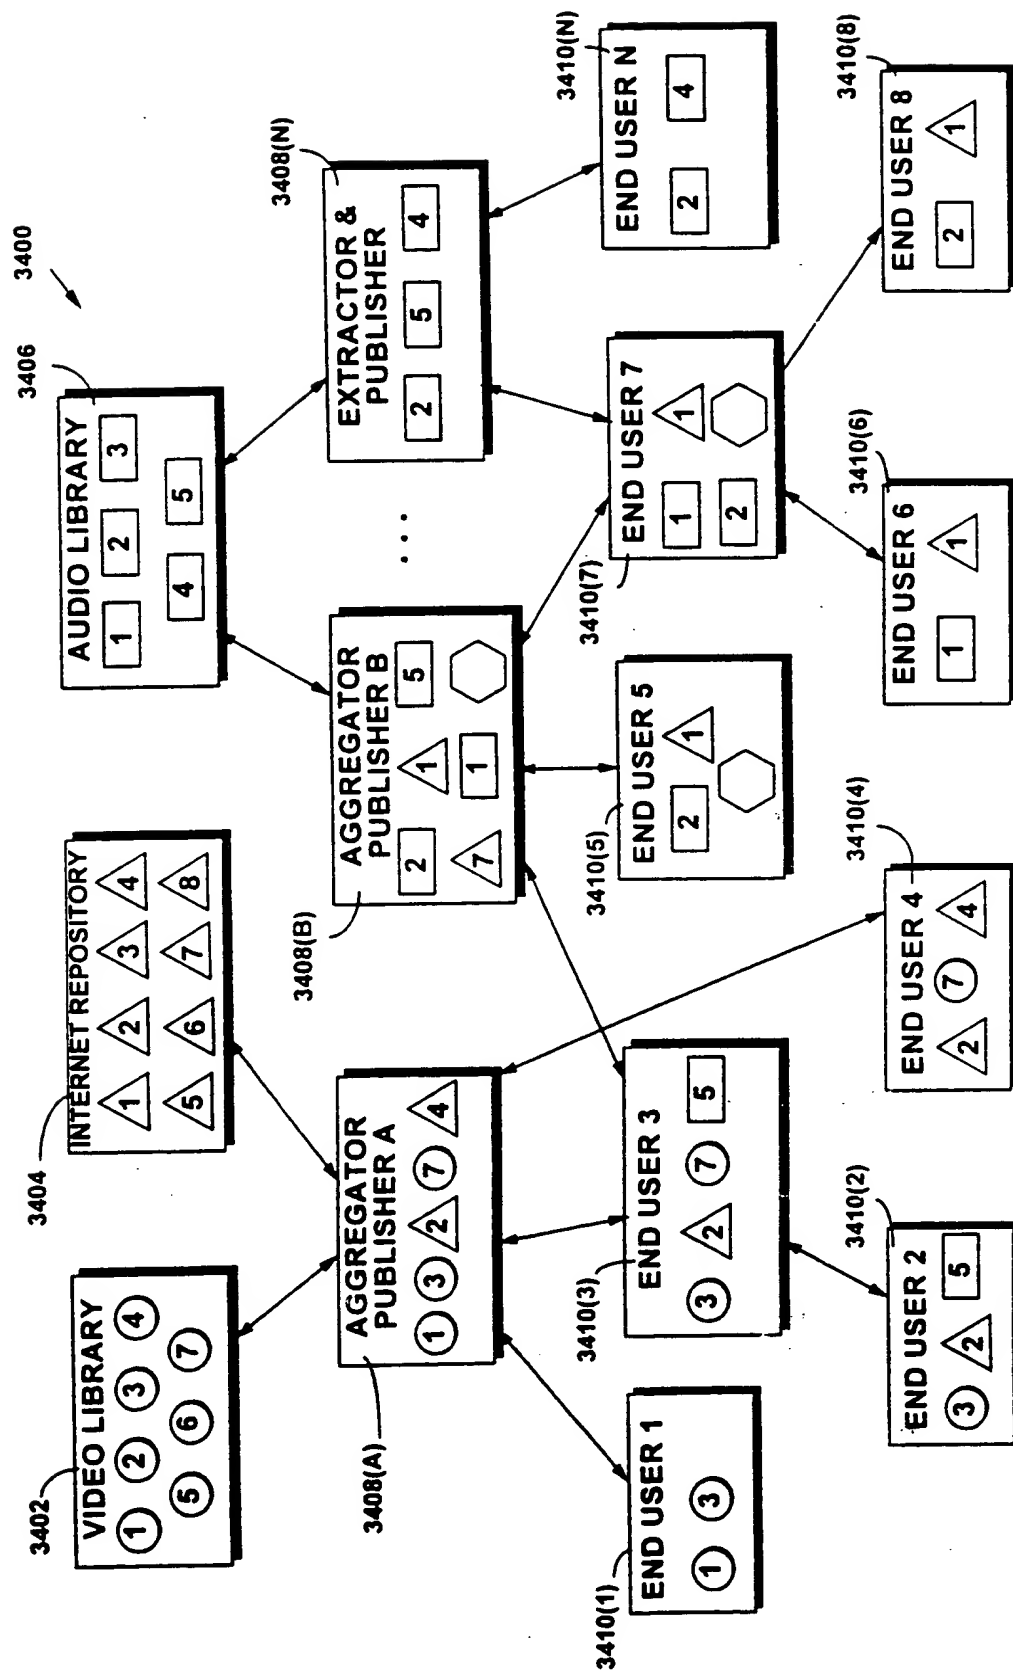 3400
3402
VIDEO LIBRARY
1 2 3 4
5 6 7
3404
INTERNET REPOSITORY
1 2 3 4
5 6 7 8
3406
AUDIO LIBRARY
1 2 3
4 5
3408(A)
AGGREGATOR
PUBLISHER A
1 3 2 7 4
3408(B)
AGGREGATOR
PUBLISHER B
2 1 5
7 1
...
3408(N)
EXTRACTOR &
PUBLISHER
2 5 4
3410(1)
END USER 1
1 3
3410(3)
END USER 3
3 2 7 5
3410(5)
END USER 5
2 1
3410(7)
END USER 7
1 1
2
3410(N)
END USER N
2 4
3410(2)
END USER 2
3 2 5
3410(4)
END USER 4
2 7 4
3410(6)
END USER 6
1 1
3410(8)
END USER 8
2 1